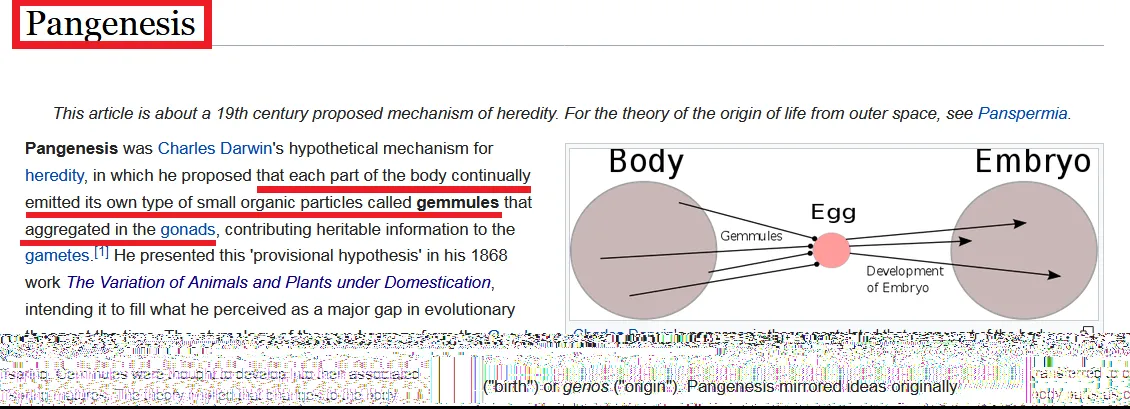 Pangenesis
This article is about a 19th century proposed mechanism of heredity. For the theory of the origin of life from outer space, see Panspermia.
Pangenesis was Charles Darwin's hypothetical mechanism for
heredity, in which he proposed that each part of the body continually
emitted its own type of small organic particles called gemmules that
aggregated in the gonads, contributing heritable information to the
gametes.[1] He presented this 'provisional hypothesis' in his 1868
work The Variation of Animals and Plants under Domestication,
intending it to fill what he perceived as a major gap in evolutionary
Body
Embryo
Egg
Gemmules
Development
of Embryo
("birth") or genos ("origin"). Pangenesis mirrored ideas originally